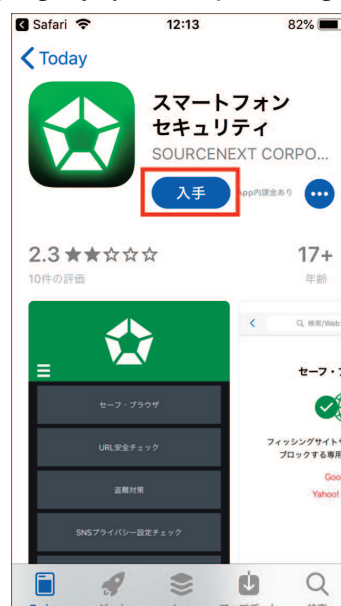 Safari
12:13
82%
Today
スマートフォン
セキュリティ
SOURCENEXT CORPO...
入手
App内課金あり
2.3
17+
10件の評価
年齢
セーフ・ブラウザ
URL安全チェック
盗難対策
SNSプライバシー設定チェック
検索/Web
セーフ・
フィッシングサイト
ブロックする専用
Goo
Yahoo!